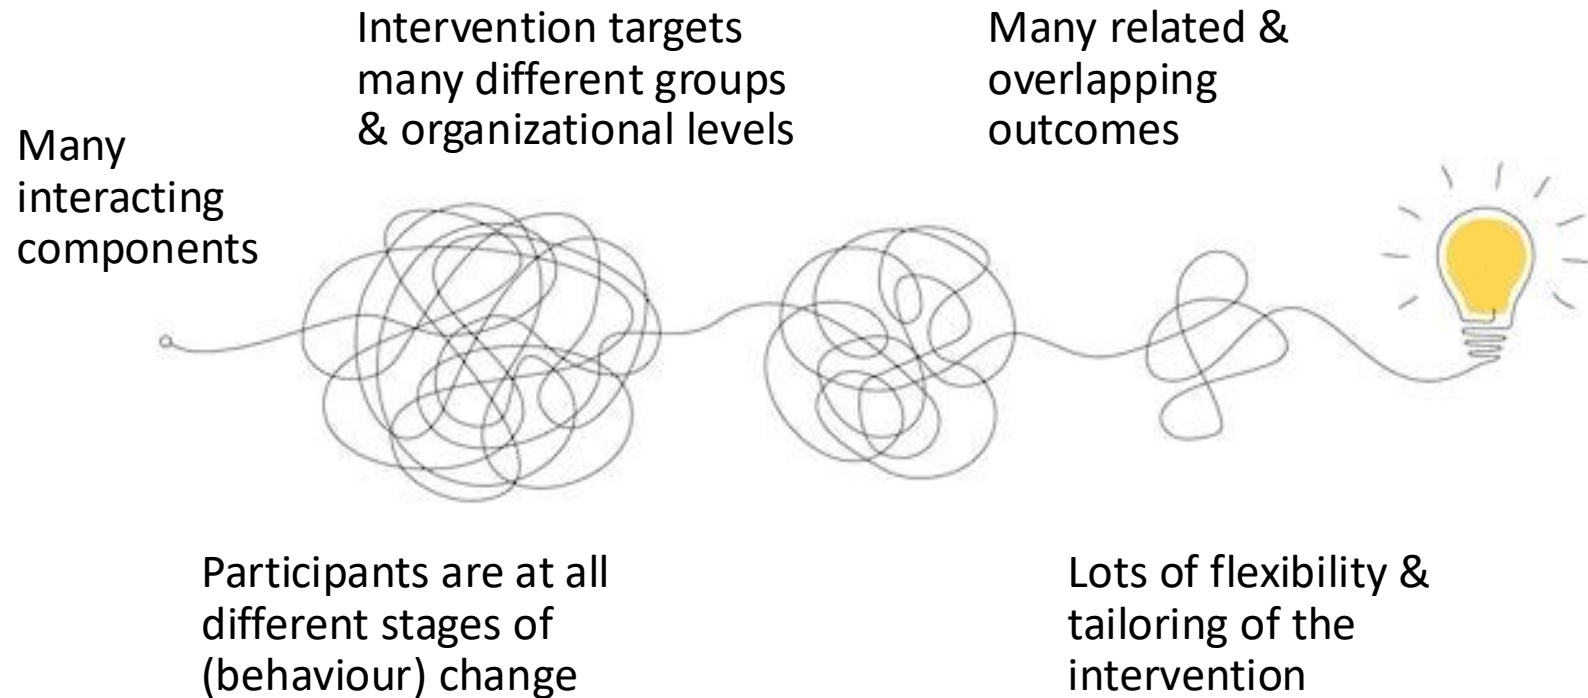 Many
interacting
components
Intervention targets
many different groups
& organizational levels
Many related &
overlapping
outcomes
Participants are at all
different stages of
(behaviour) change
Lots of flexibility &
tailoring of the
intervention